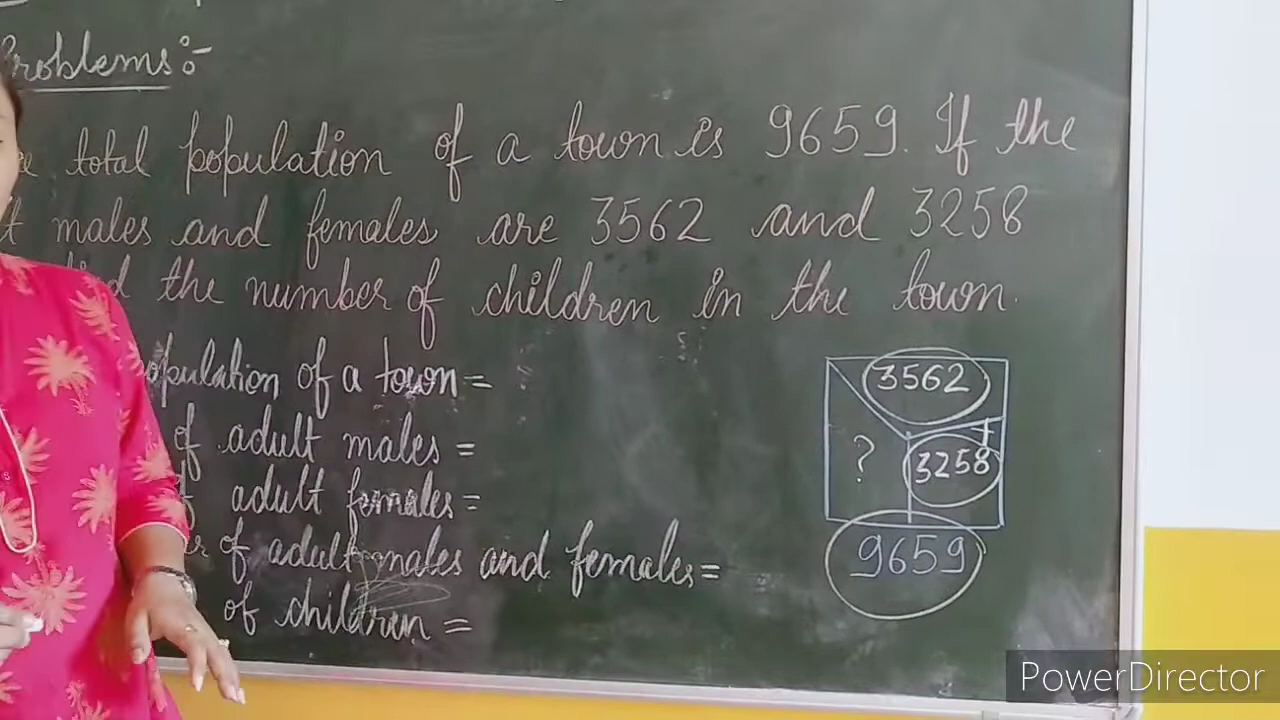 Problems:-
total population of a town is 9659. If the
males and females are 3562 and 3258
the number of children in the town.
population of a town =
of adult males =
adult females =
of adult males and females =
of children =
3562
+
?
3258
9659
PowerDirector